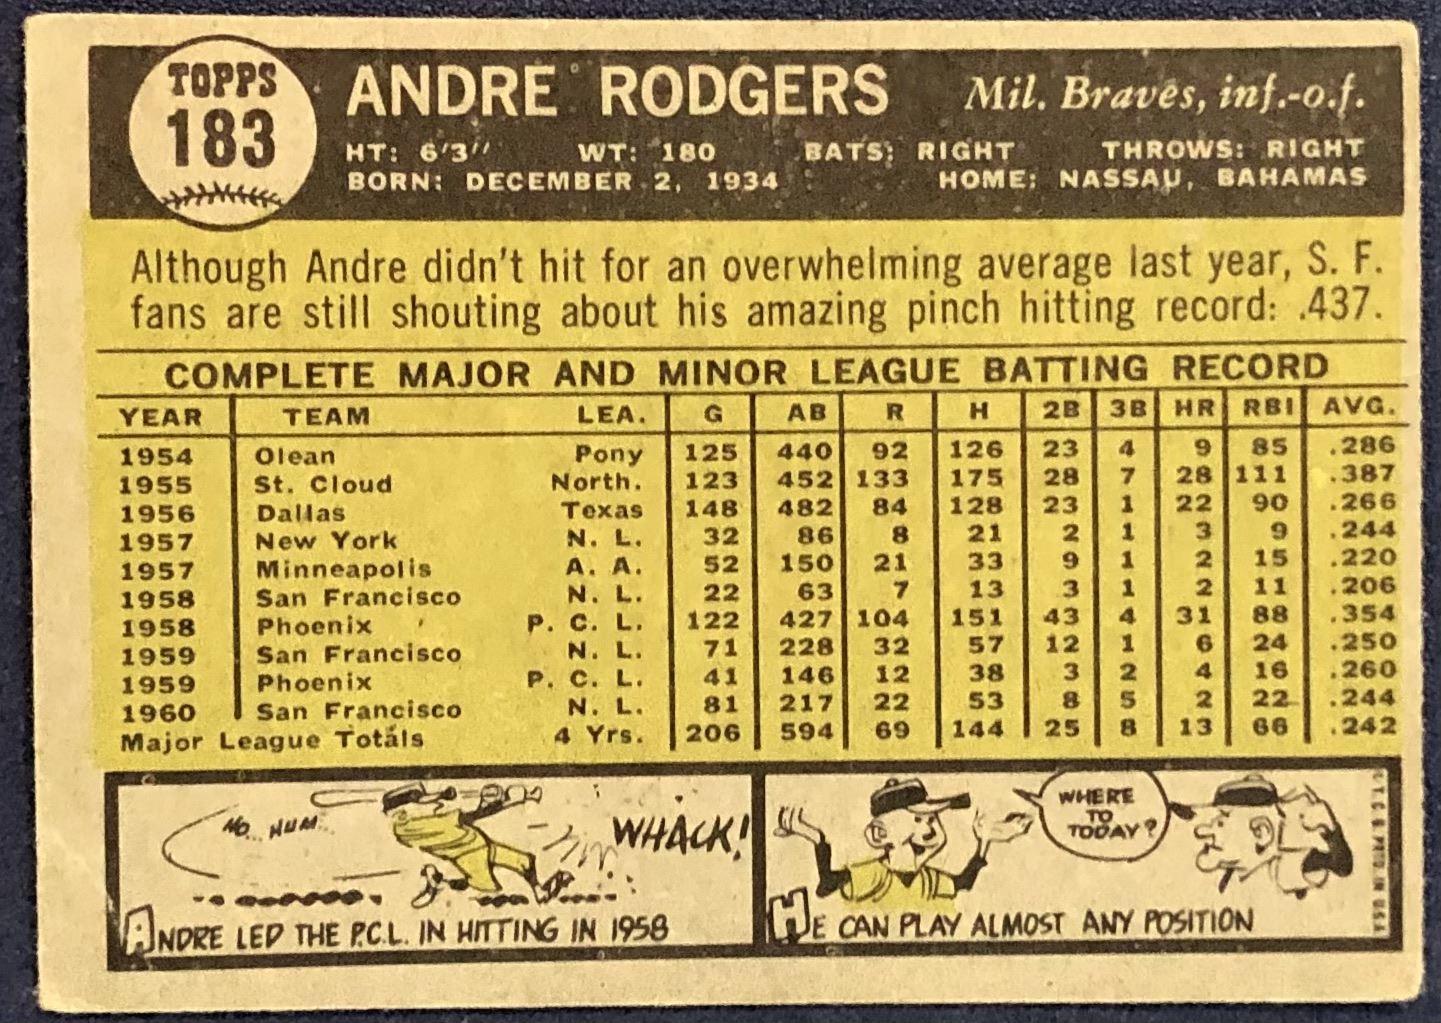 TOPPS
183
ANDRE RODGERS
Mil. Braves, inf.-o.f.
HT: 6'3" WT: 180 BATS: RIGHT THROWS: RIGHT
BORN: DECEMBER 2, 1934 HOME: NASSAU, BAHAMAS
Although Andre didn't hit for an overwhelming average last year, S. F.
fans are still shouting about his amazing pinch hitting record: .437.
COMPLETE MAJOR AND MINOR LEAGUE BATTING RECORD
YEAR TEAM LEA. G AB R H 2B 3B HR RBI AVG.
1954 Olean Pony 125 440 92 126 23 4 9 85 .286
1955 St. Cloud North. 123 452 133 175 28 7 28 111 .387
1956 Dallas Texas 148 482 84 128 23 1 22 90 .266
1957 New York N. L. 32 86 8 21 2 1 3 9 .244
1957 Minneapolis A. A. 52 150 21 33 9 1 2 15 .220
1958 San Francisco N. L. 22 63 7 13 3 1 2 11 .206
1958 Phoenix P. C. L. 122 427 104 151 43 4 31 88 .354
1959 San Francisco N. L. 71 228 32 57 12 1 6 24 .250
1959 Phoenix P. C. L. 41 146 12 38 3 2 4 16 .260
1960 San Francisco N. L. 81 217 22 53 8 5 2 22 .244
Major League Totals 4 Yrs. 206 594 69 144 25 8 13 66 .242
HO HUM
WHACK!
ANDRE LED THE P.C.L. IN HITTING IN 1958
WHERE
TO
TODAY?
HE CAN PLAY ALMOST ANY POSITION
T.C.G. PRTD. IN U.S.A.